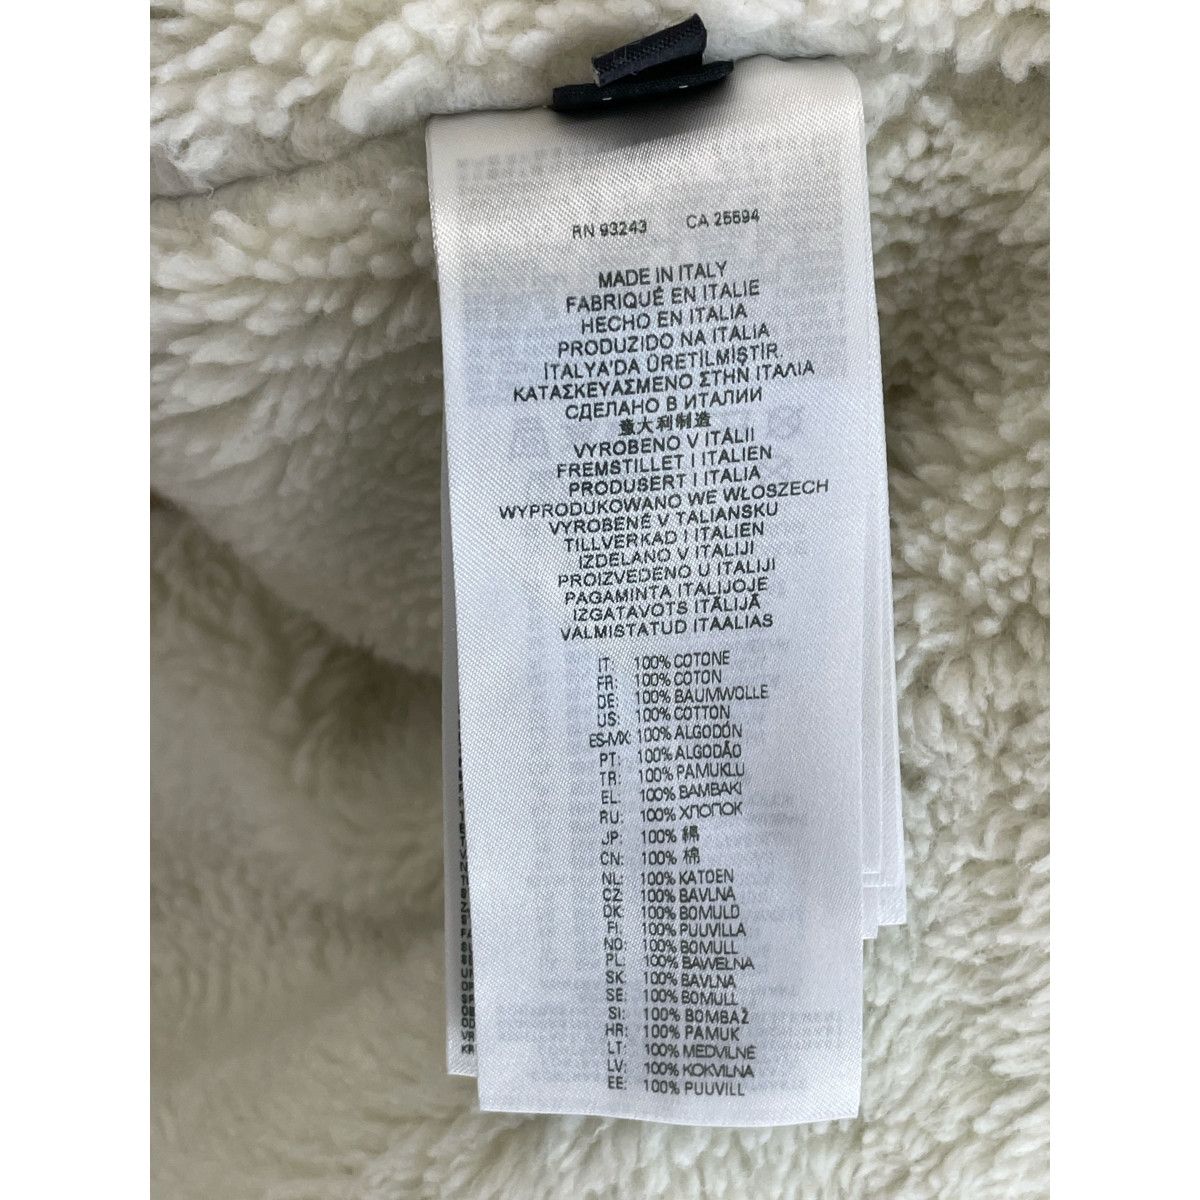 RN 93243 CA 25594
MADE IN ITALY
FABRIQUÉ EN ITALIE
HECHO EN ITALIA
PRODUZIDO NA ITALIA
ITALYA'DA ÜRETİLMİŞTİR
ΚΑΤΑΣΚΕΥΑΣΜΕΝΟ ΣΤΗΝ ΙΤΑΛΙΑ
СДЕЛАНО В ИТАЛИИ
意大利制造
VYROBENO V ITÁLII
FREMSTILLET I ITALIEN
PRODUSERT I ITALIA
WYPRODUKOWANO WE WŁOSZECH
VYROBENÉ V TALIANSKU
TILLVERKAD I ITALIEN
IZDELANO V ITALIJI
PROIZVEDENO U ITALIJI
PAGAMINTA ITALIJOJE
IZGATAVOTS ITĀLIJĀ
VALMISTATUD ITAALIAS
IT: 100% COTONE
FR: 100% COTON
DE: 100% BAUMWOLLE
US: 100% COTTON
ES-MX: 100% ALGODÓN
PT: 100% ALGODÃO
TR: 100% PAMUKLU
EL: 100% ΒΑΜΒΑΚΙ
RU: 100% ХЛОПОК
JP: 100% 綿
CN: 100% 棉
NL: 100% KATOEN
CZ: 100% BAVLNA
DK: 100% BOMULD
FI: 100% PUUVILLA
NO: 100% BOMULL
PL: 100% BAWEŁNA
SK: 100% BAVLNA
SE: 100% BOMULL
SI: 100% BOMBAŽ
HR: 100% PAMUK
LT: 100% MEDVILNĖ
LV: 100% KOKVILNA
EE: 100% PUUVILL